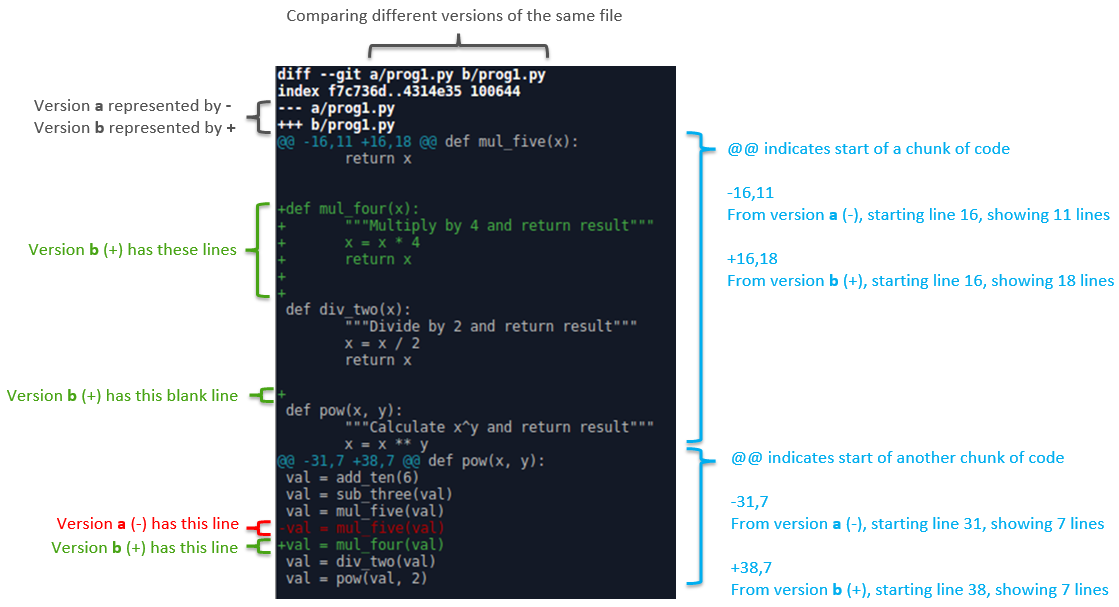 Comparing different versions of the same file
diff --git a/prog1.py b/prog1.py
index f7c736d..4314e35 100644
--- a/prog1.py
+++ b/prog1.py
@@ -16,11 +16,18 @@ def mul_five(x):
        return x
+def mul_four(x):
+       """Multiply by 4 and return result"""
+       x = x * 4
+       return x
+
+
 def div_two(x):
        """Divide by 2 and return result"""
        x = x / 2
        return x
+
 def pow(x, y):
        """Calculate x^y and return result"""
        x = x ** y
@@ -31,7 +38,7 @@ def pow(x, y):
 val = add_ten(6)
 val = sub_three(val)
 val = mul_five(val)
-val = mul_five(val)
+val = mul_four(val)
 val = div_two(val)
 val = pow(val, 2)
Version a represented by -
Version b represented by +
Version b (+) has these lines
Version b (+) has this blank line
Version a (-) has this line
Version b (+) has this line
@@ indicates start of a chunk of code
-16,11
From version a (-), starting line 16, showing 11 lines
+16,18
From version b (+), starting line 16, showing 18 lines
@@ indicates start of another chunk of code
-31,7
From version a (-), starting line 31, showing 7 lines
+38,7
From version b (+), starting line 38, showing 7 lines